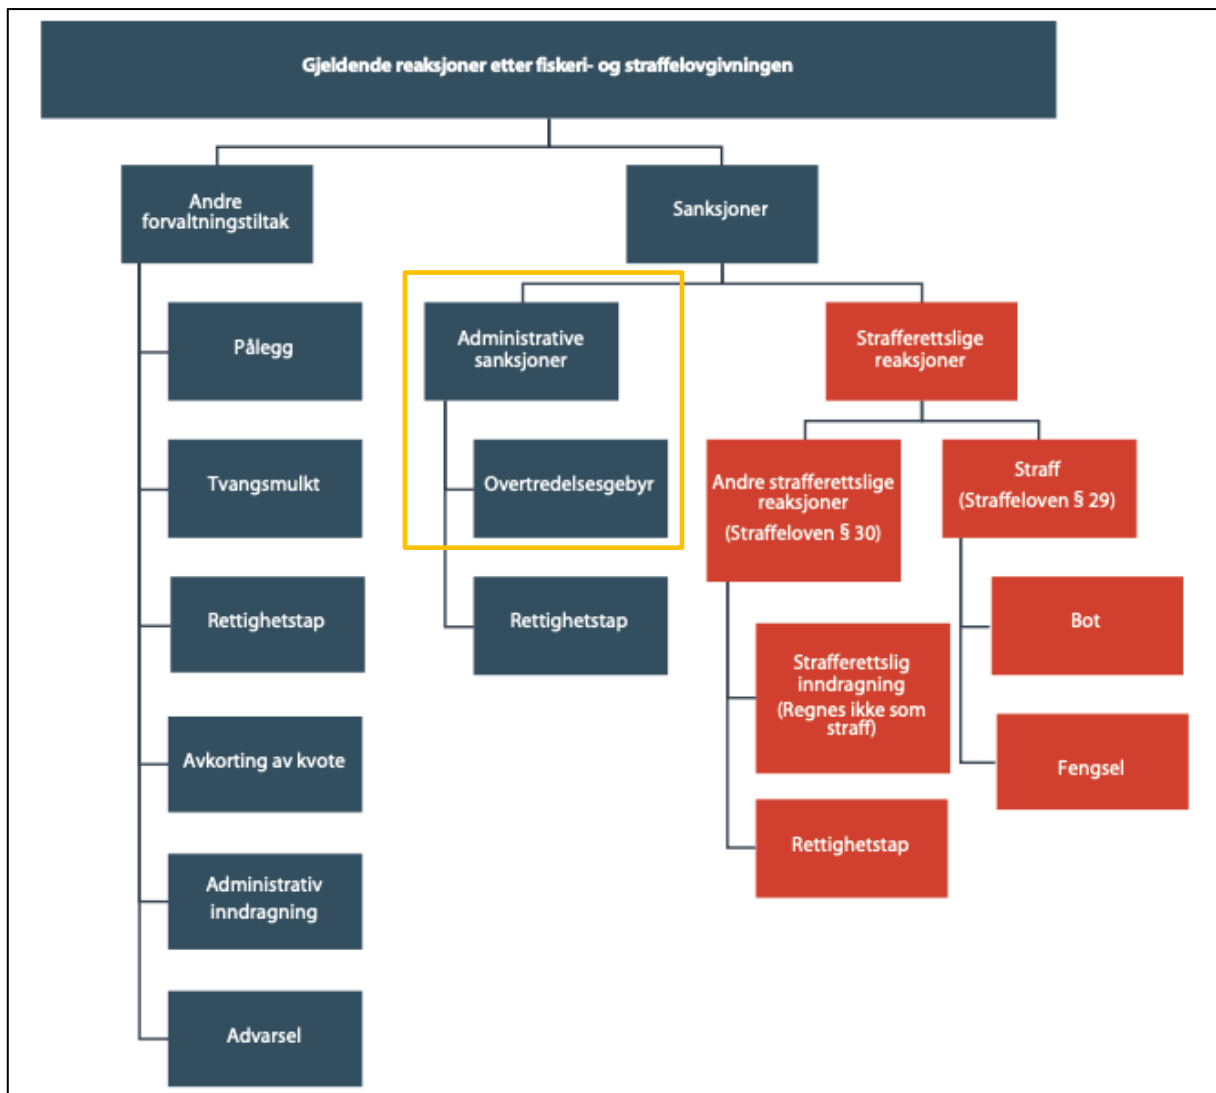 Gjeldende reaksjoner etter fiskeri- og straffelovgivningen
Andre
forvaltningstiltak
Sanksjoner
Pålegg
Tvangsmulkt
Rettighetstap
Avkorting av kvote
Administrativ
inndragning
Advarsel
Administrative
sanksjoner
Overtredelsesgebyr
Rettighetstap
Strafferettslige
reaksjoner
Andre strafferettslige
reaksjoner
(Straffeloven § 30)
Strafferettslig
inndragning
(Regnes ikke som
straff)
Rettighetstap
Straff
(Straffeloven § 29)
Bot
Fengsel